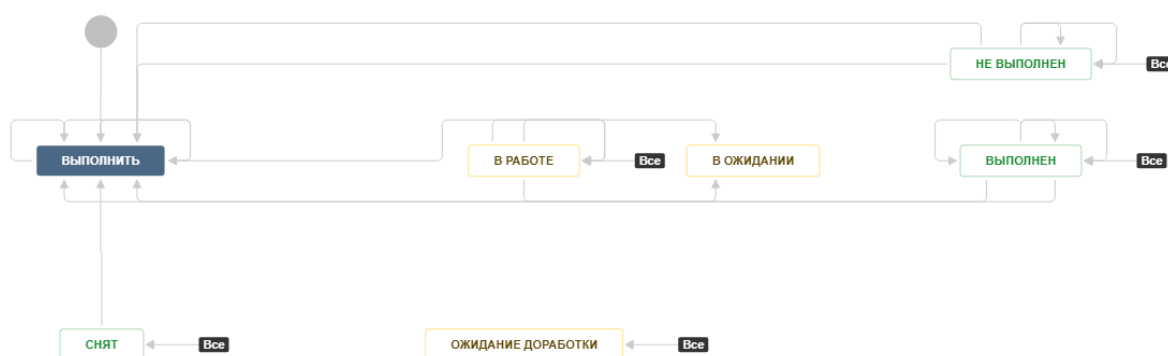 НЕ ВЫПОЛНЕН
Все
ВЫПОЛНИТЬ
В РАБОТЕ
Все
В ОЖИДАНИИ
ВЫПОЛНЕН
Все
СНЯТ
Все
ОЖИДАНИЕ ДОРАБОТКИ
Все